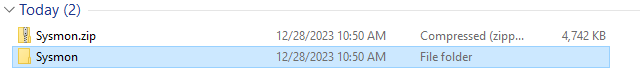 Today (2)
Sysmon.zip 12/28/2023 10:50 AM Compressed (zipp... 4,742 KB
Sysmon 12/28/2023 10:50 AM File folder